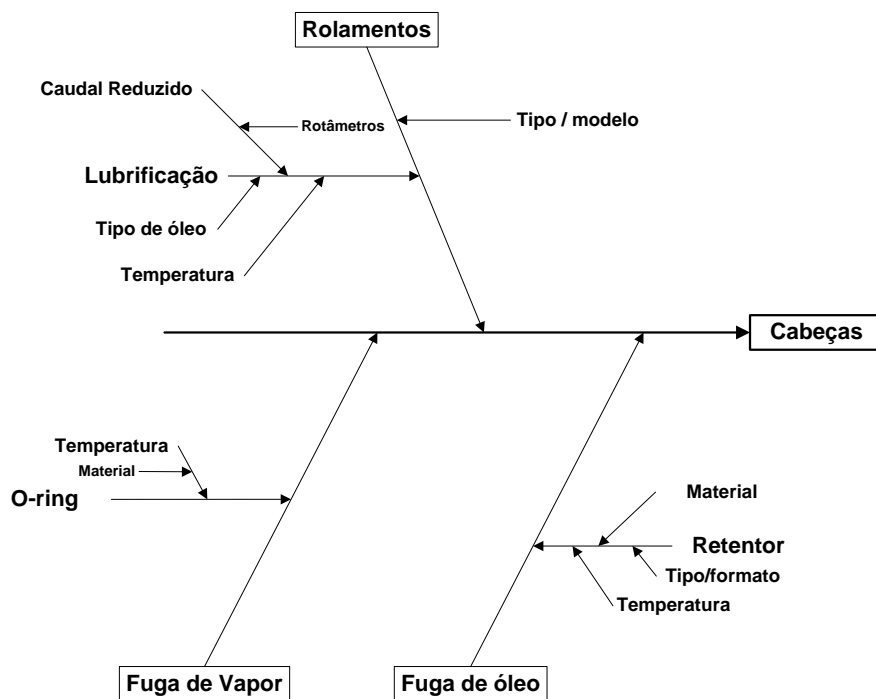 Rolamentos
Caudal Reduzido
Rotâmetros
Tipo / modelo
Lubrificação
Tipo de óleo
Temperatura
Cabeças
Temperatura
Material
O-ring
Material
Retentor
Tipo/formato
Temperatura
Fuga de Vapor
Fuga de óleo